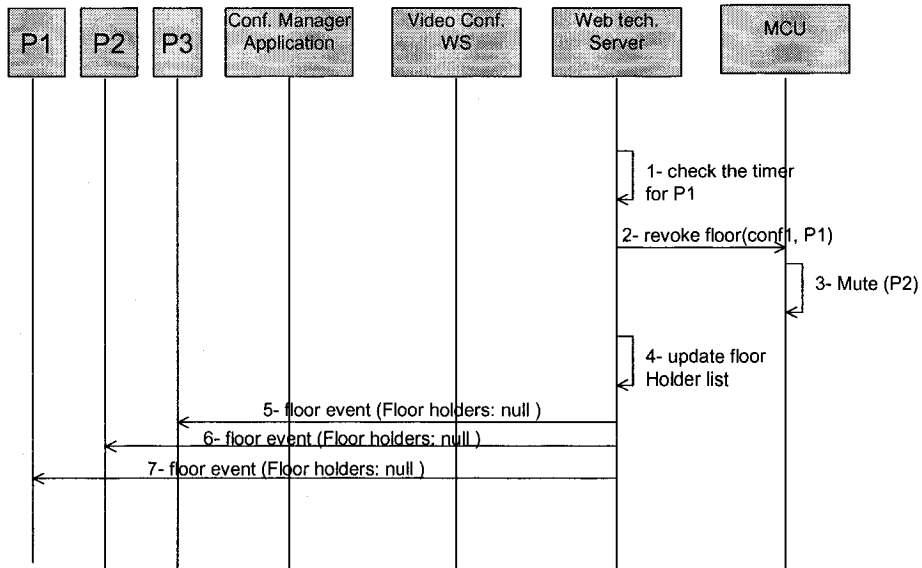 P1
P2
P3
Conf. Manager
Application
Video Conf.
WS
Web tech.
Server
MCU
1- check the timer
for P1
2- revoke floor(conf1, P1)
3- Mute (P2)
4- update floor
Holder list
5- floor event (Floor holders: null )
6- floor event (Floor holders: null )
7- floor event (Floor holders: null )